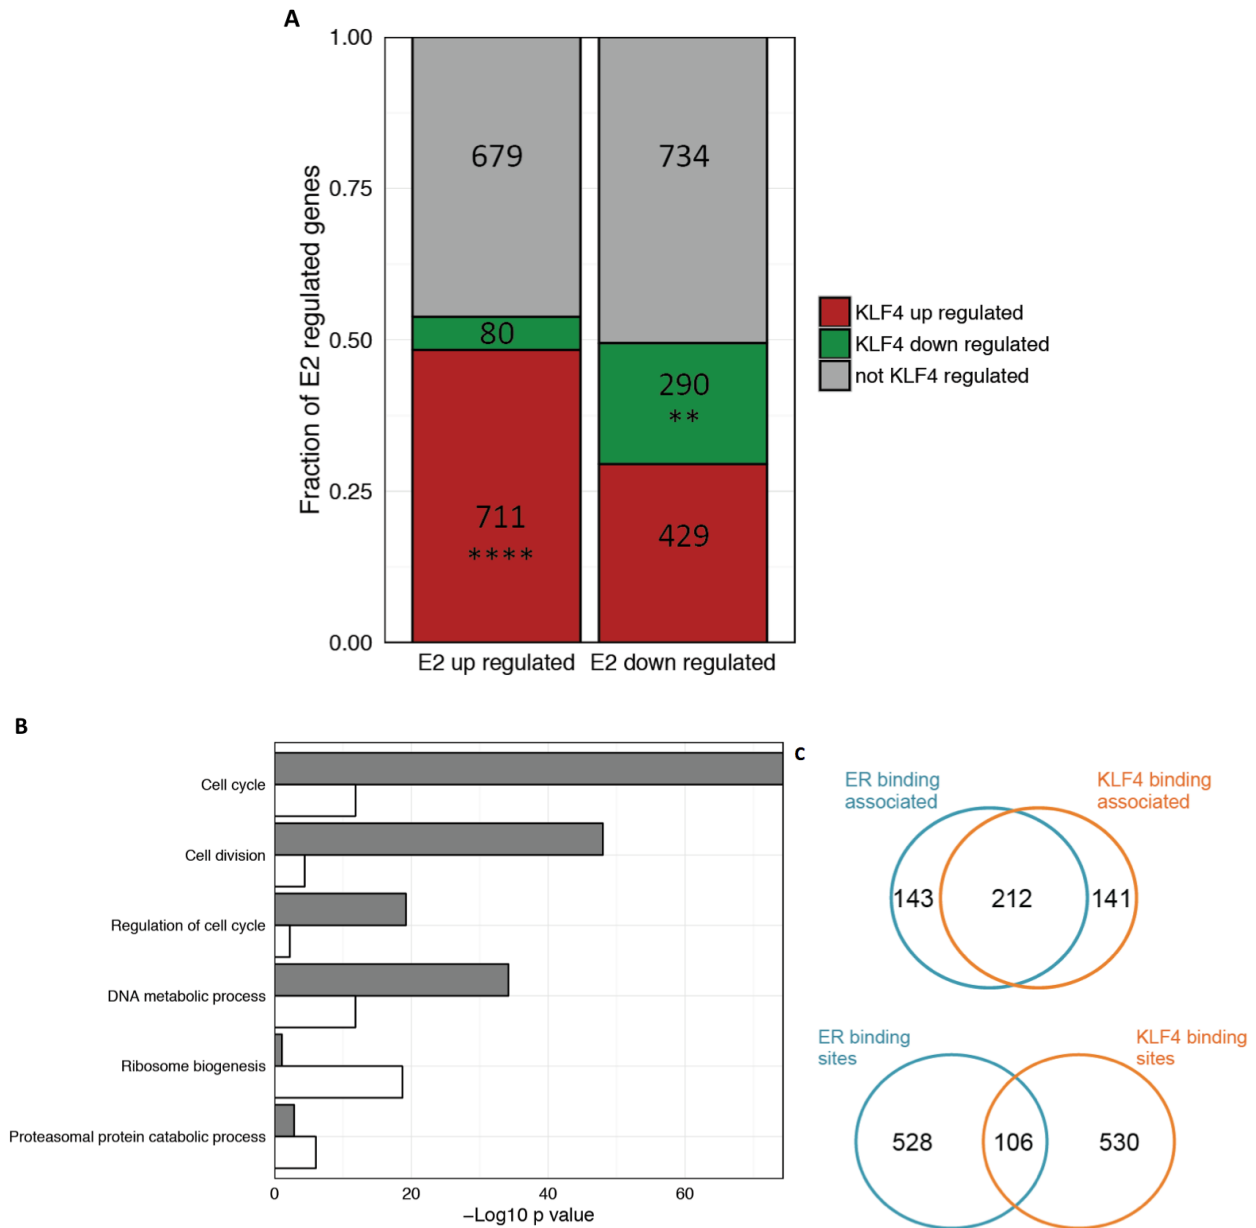 A
1.00
0.75
0.50
0.25
0.00
Fraction of E2 regulated genes
679
80
711
****
734
290
**
429
E2 up regulated
E2 down regulated
KLF4 up regulated
KLF4 down regulated
not KLF4 regulated
B
Cell cycle
Cell division
Regulation of cell cycle
DNA metabolic process
Ribosome biogenesis
Proteasomal protein catabolic process
0
20
40
60
−Log10 p value
C
ER binding
associated
KLF4 binding
associated
143
212
141
ER binding
sites
KLF4 binding
sites
528
106
530